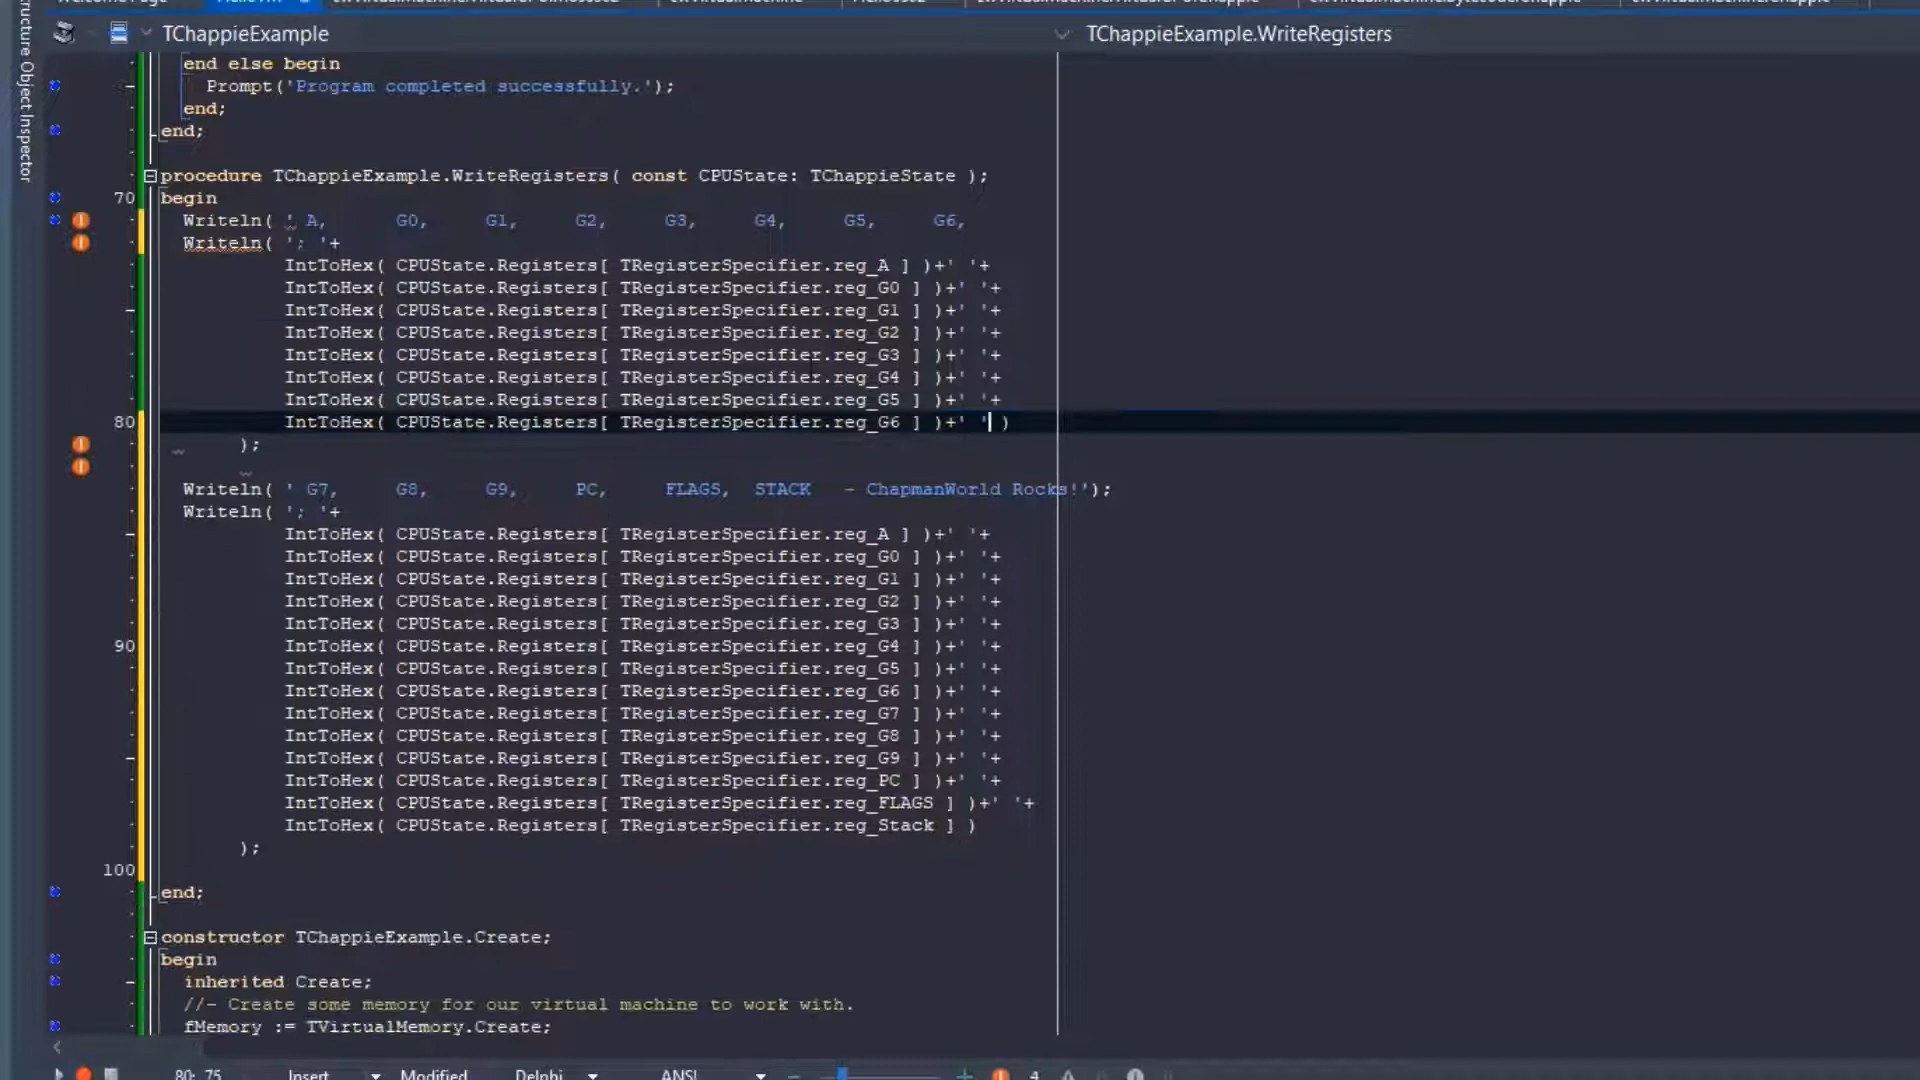 TChappieExample TChappieExample.WriteRegisters
ructure Object Inspector
end else begin
Prompt('Program completed successfully.');
end;
end;
procedure TChappieExample.WriteRegisters( const CPUState: TChappieState );
70 begin
Writeln( ' A, G0, G1, G2, G3, G4, G5, G6,
Writeln( '; '+
IntToHex( CPUState.Registers[ TRegisterSpecifier.reg_A ] )+' '+
IntToHex( CPUState.Registers[ TRegisterSpecifier.reg_G0 ] )+' '+
IntToHex( CPUState.Registers[ TRegisterSpecifier.reg_G1 ] )+' '+
IntToHex( CPUState.Registers[ TRegisterSpecifier.reg_G2 ] )+' '+
IntToHex( CPUState.Registers[ TRegisterSpecifier.reg_G3 ] )+' '+
IntToHex( CPUState.Registers[ TRegisterSpecifier.reg_G4 ] )+' '+
IntToHex( CPUState.Registers[ TRegisterSpecifier.reg_G5 ] )+' '+
80 IntToHex( CPUState.Registers[ TRegisterSpecifier.reg_G6 ] )+' ' )
);
Writeln( ' G7, G8, G9, PC, FLAGS, STACK - ChapmanWorld Rocks!');
Writeln( '; '+
IntToHex( CPUState.Registers[ TRegisterSpecifier.reg_A ] )+' '+
IntToHex( CPUState.Registers[ TRegisterSpecifier.reg_G0 ] )+' '+
IntToHex( CPUState.Registers[ TRegisterSpecifier.reg_G1 ] )+' '+
IntToHex( CPUState.Registers[ TRegisterSpecifier.reg_G2 ] )+' '+
IntToHex( CPUState.Registers[ TRegisterSpecifier.reg_G3 ] )+' '+
90 IntToHex( CPUState.Registers[ TRegisterSpecifier.reg_G4 ] )+' '+
IntToHex( CPUState.Registers[ TRegisterSpecifier.reg_G5 ] )+' '+
IntToHex( CPUState.Registers[ TRegisterSpecifier.reg_G6 ] )+' '+
IntToHex( CPUState.Registers[ TRegisterSpecifier.reg_G7 ] )+' '+
IntToHex( CPUState.Registers[ TRegisterSpecifier.reg_G8 ] )+' '+
IntToHex( CPUState.Registers[ TRegisterSpecifier.reg_G9 ] )+' '+
IntToHex( CPUState.Registers[ TRegisterSpecifier.reg_PC ] )+' '+
IntToHex( CPUState.Registers[ TRegisterSpecifier.reg_FLAGS ] )+' '+
IntToHex( CPUState.Registers[ TRegisterSpecifier.reg_Stack ] )
);
100
end;
constructor TChappieExample.Create;
begin
inherited Create;
//- Create some memory for our virtual machine to work with.
fMemory := TVirtualMemory.Create;
80: 75 Insert Modified Delphi ANSI 4